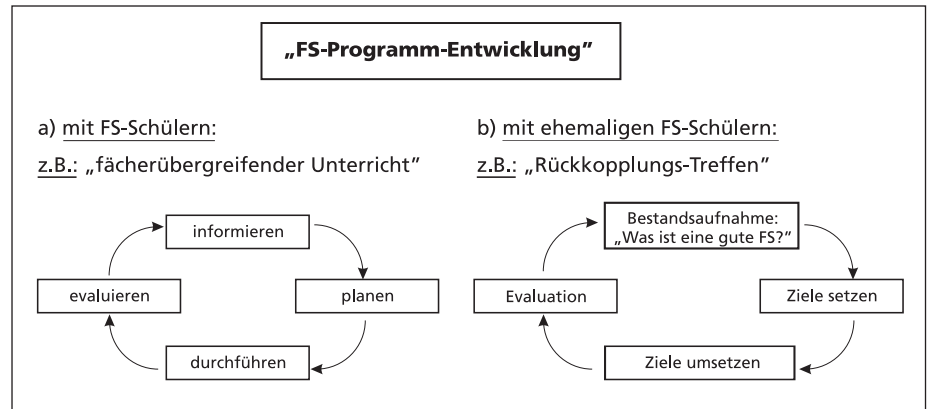 „FS-Programm-Entwicklung”
a) mit FS-Schülern:
z.B.: „fächerübergreifender Unterricht”
informieren
evaluieren
planen
durchführen
b) mit ehemaligen FS-Schülern:
z.B.: „Rückkopplungs-Treffen”
Bestandsaufnahme:
„Was ist eine gute FS?”
Evaluation
Ziele setzen
Ziele umsetzen